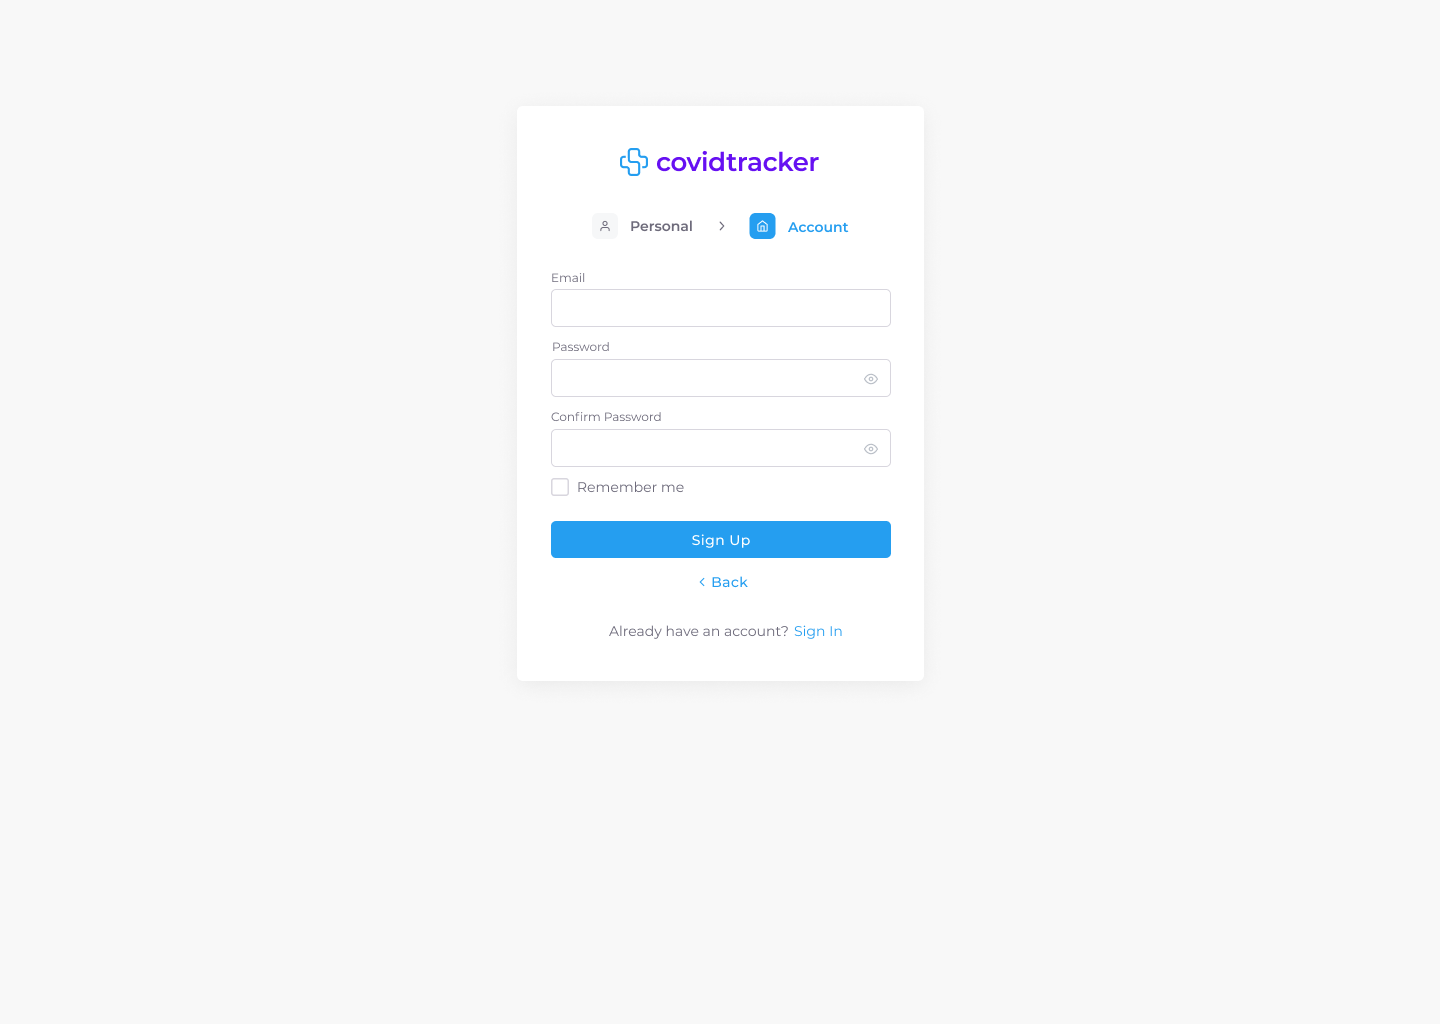 covidtracker
Personal Account
Email
Password
Confirm Password
Remember me
Sign Up
Back
Already have an account? Sign In